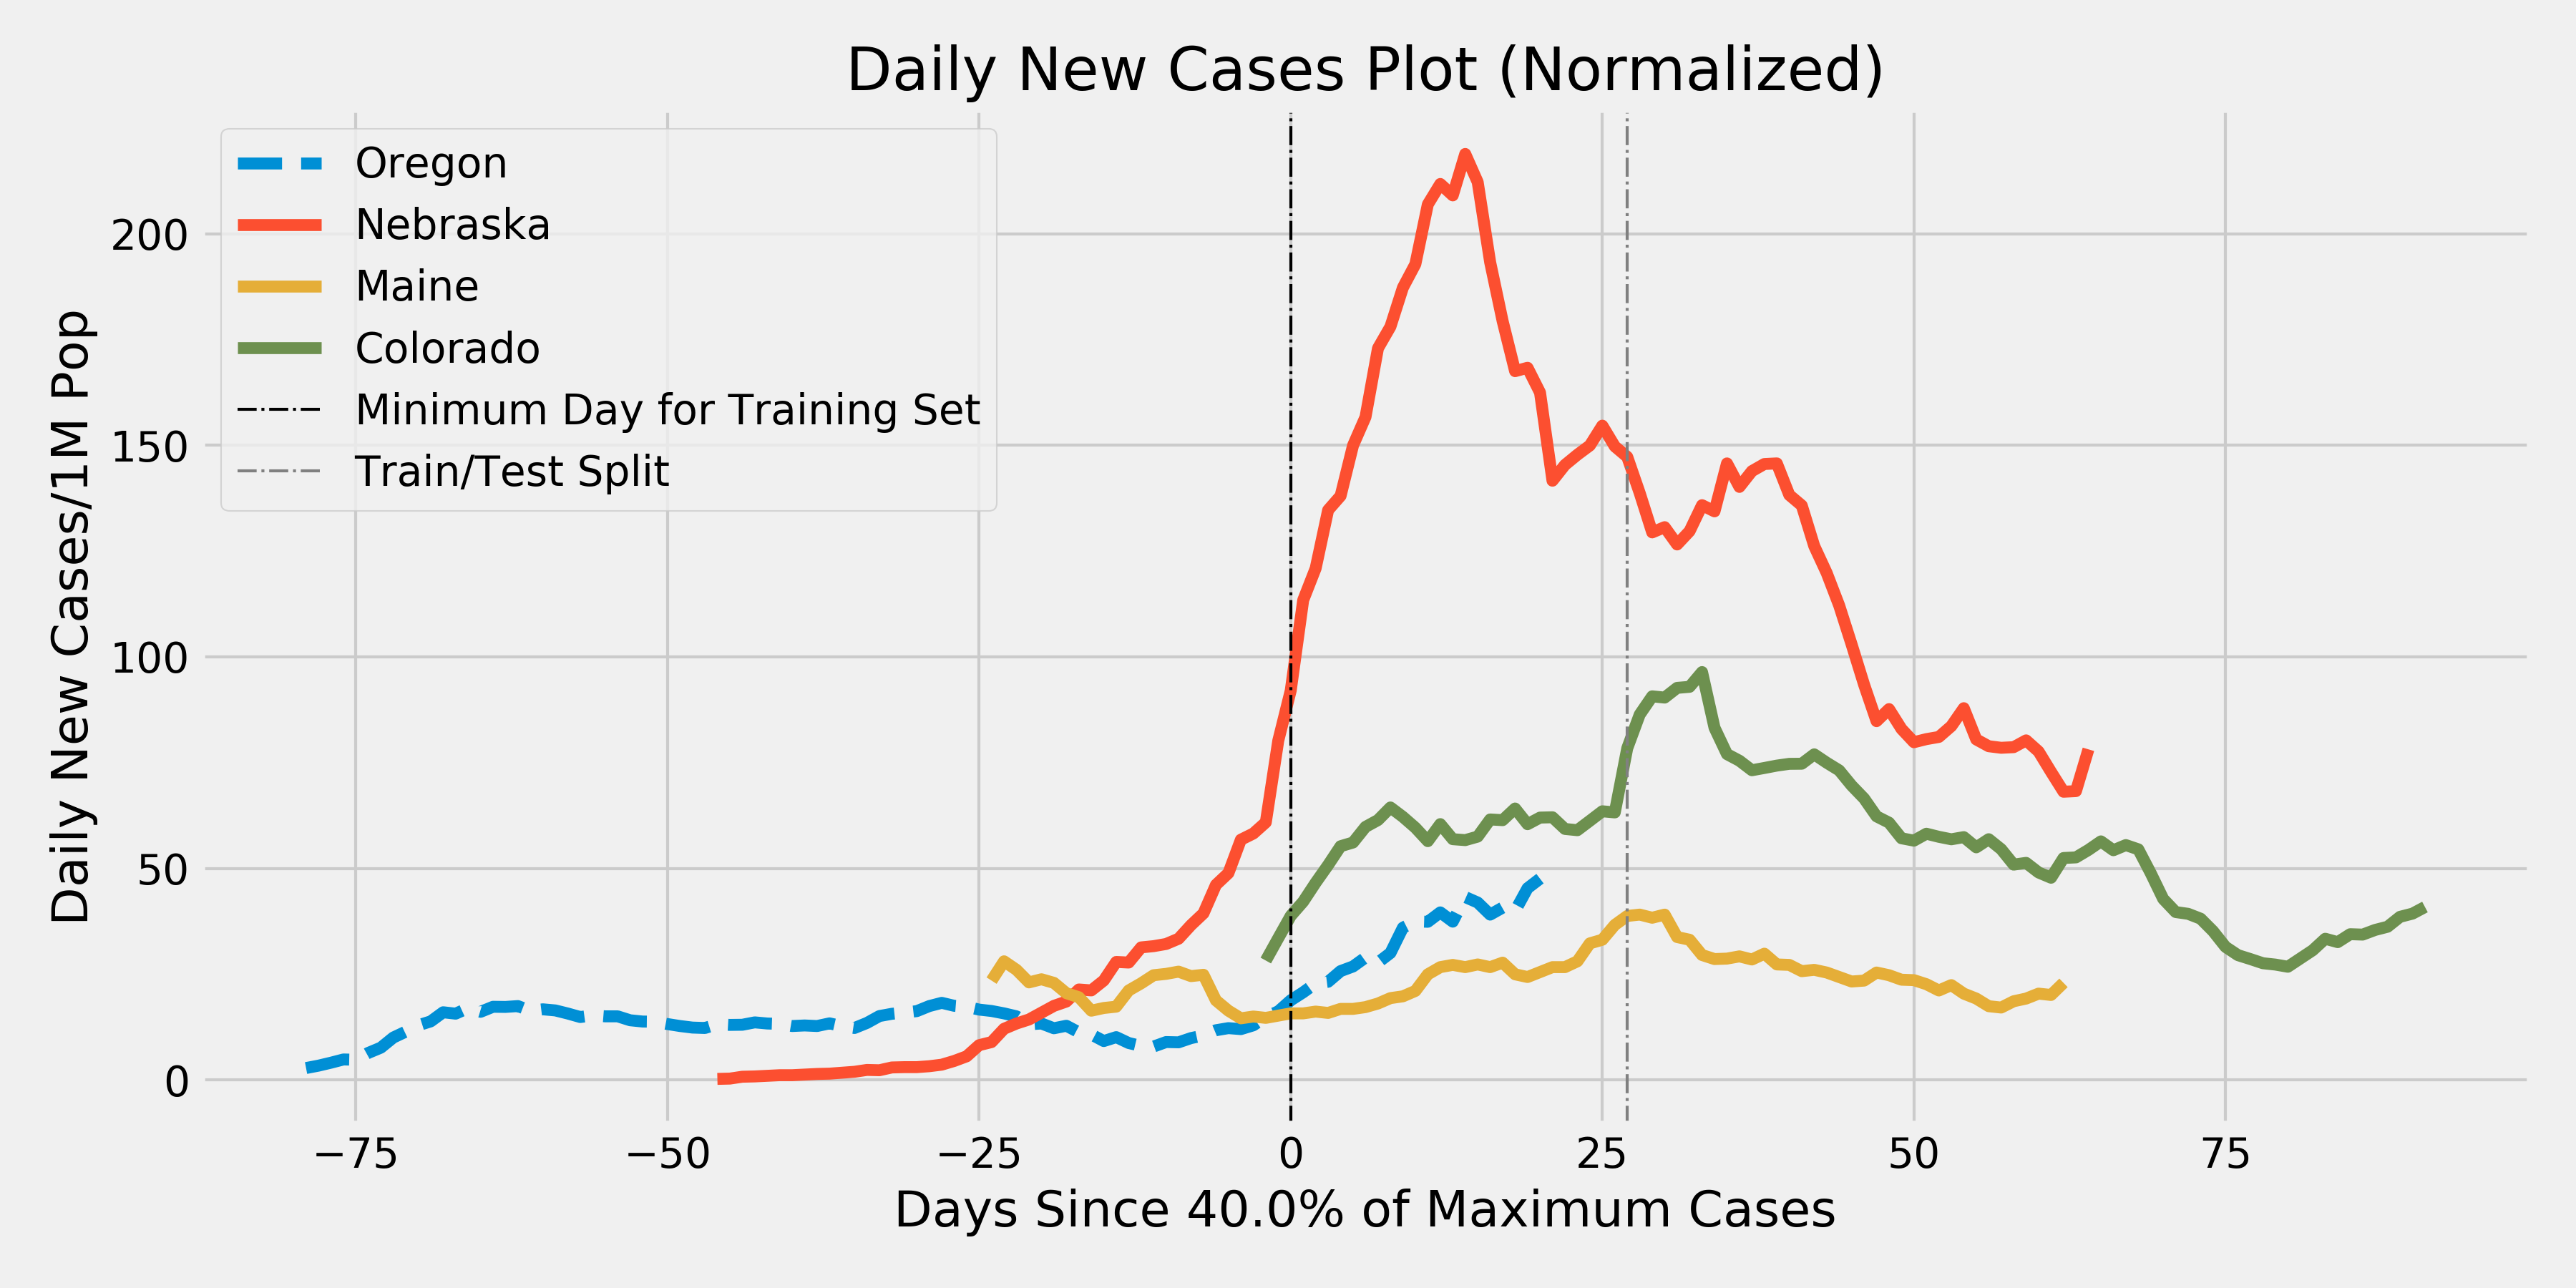 Daily New Cases Plot (Normalized)
Oregon
Nebraska
Maine
Colorado
Minimum Day for Training Set
Train/Test Split
Daily New Cases/1M Pop
200
150
100
50
0
−75
−50
−25
0
25
50
75
Days Since 40.0% of Maximum Cases